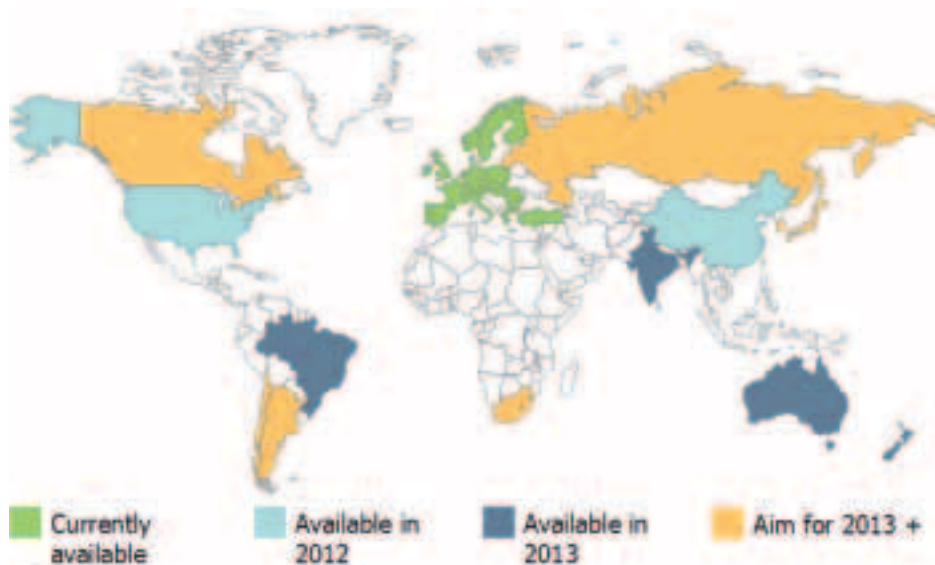 Currently
available
Available in
2012
Available in
2013
Aim for 2013 +